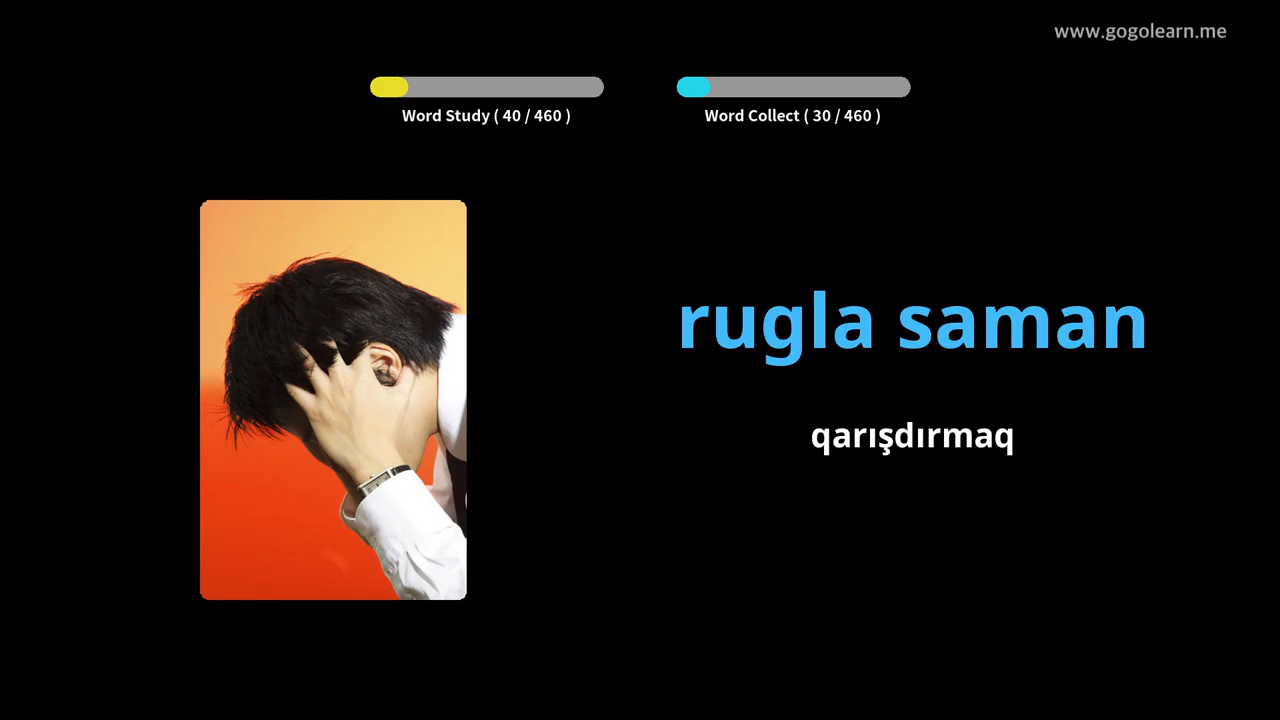 www.gogolearn.me
Word Study ( 40 / 460 )
Word Collect ( 30 / 460 )
rugla saman
qarışdırmaq